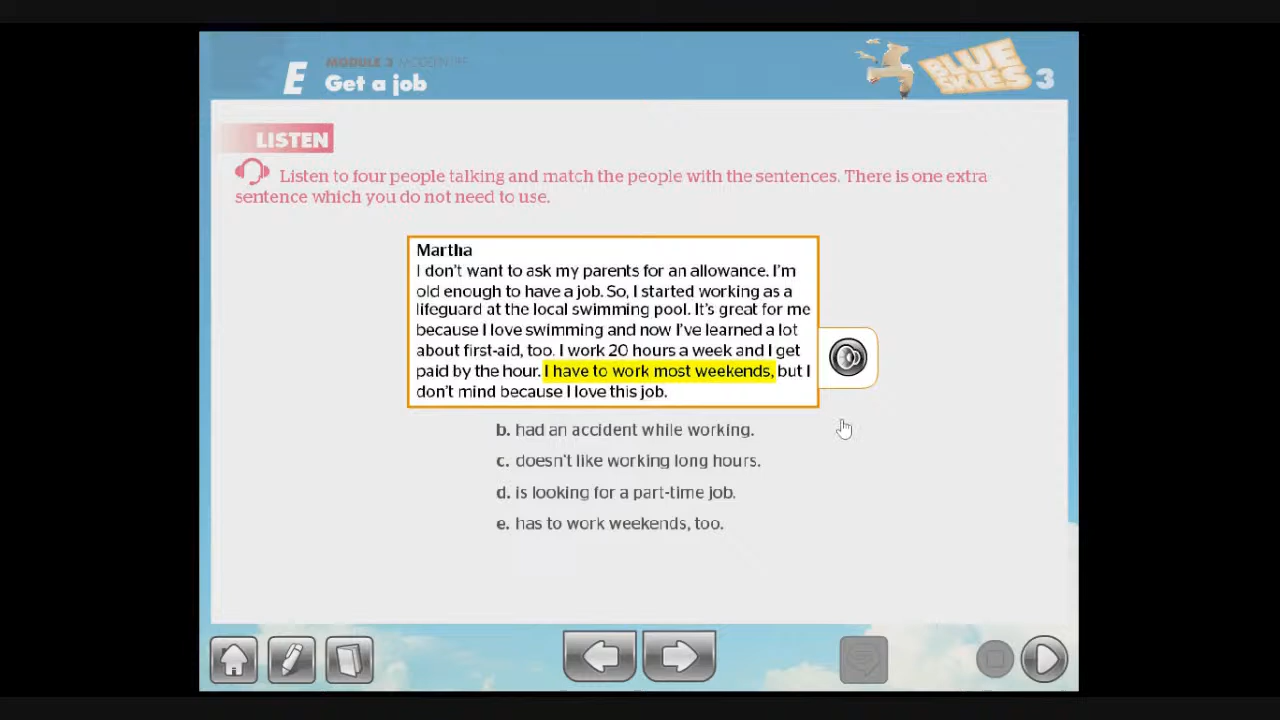 E
MODULE 3 MODERN LIFE
Get a job
BLUE
SKIES 3
LISTEN
Listen to four people talking and match the people with the sentences. There is one extra
sentence which you do not need to use.
Martha
I don't want to ask my parents for an allowance. I'm
old enough to have a job. So, I started working as a
lifeguard at the local swimming pool. It's great for me
because I love swimming and now I've learned a lot
about first-aid, too. I work 20 hours a week and I get
paid by the hour. I have to work most weekends, but I
don't mind because I love this job.
b. had an accident while working.
c. doesn't like working long hours.
d. is looking for a part-time job.
e. has to work weekends, too.